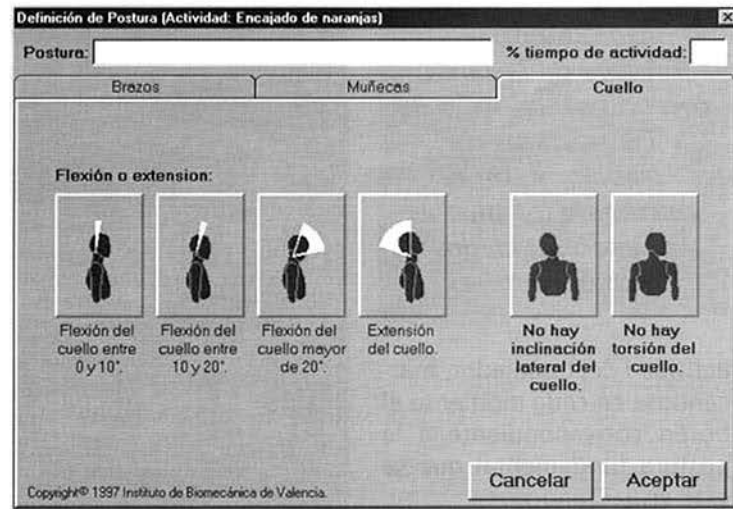 Definición de Postura (Actividad: Encajado de naranjas)
Postura: % tiempo de actividad:
Brazos Muñecas Cuello
Flexión o extension:
Flexión del cuello entre 0 y 10°.
Flexión del cuello entre 10 y 20°.
Flexión del cuello mayor de 20°.
Extensión del cuello.
No hay inclinación lateral del cuello.
No hay torsión del cuello.
Copyright© 1997 Instituto de Biomecánica de Valencia.
Cancelar Aceptar